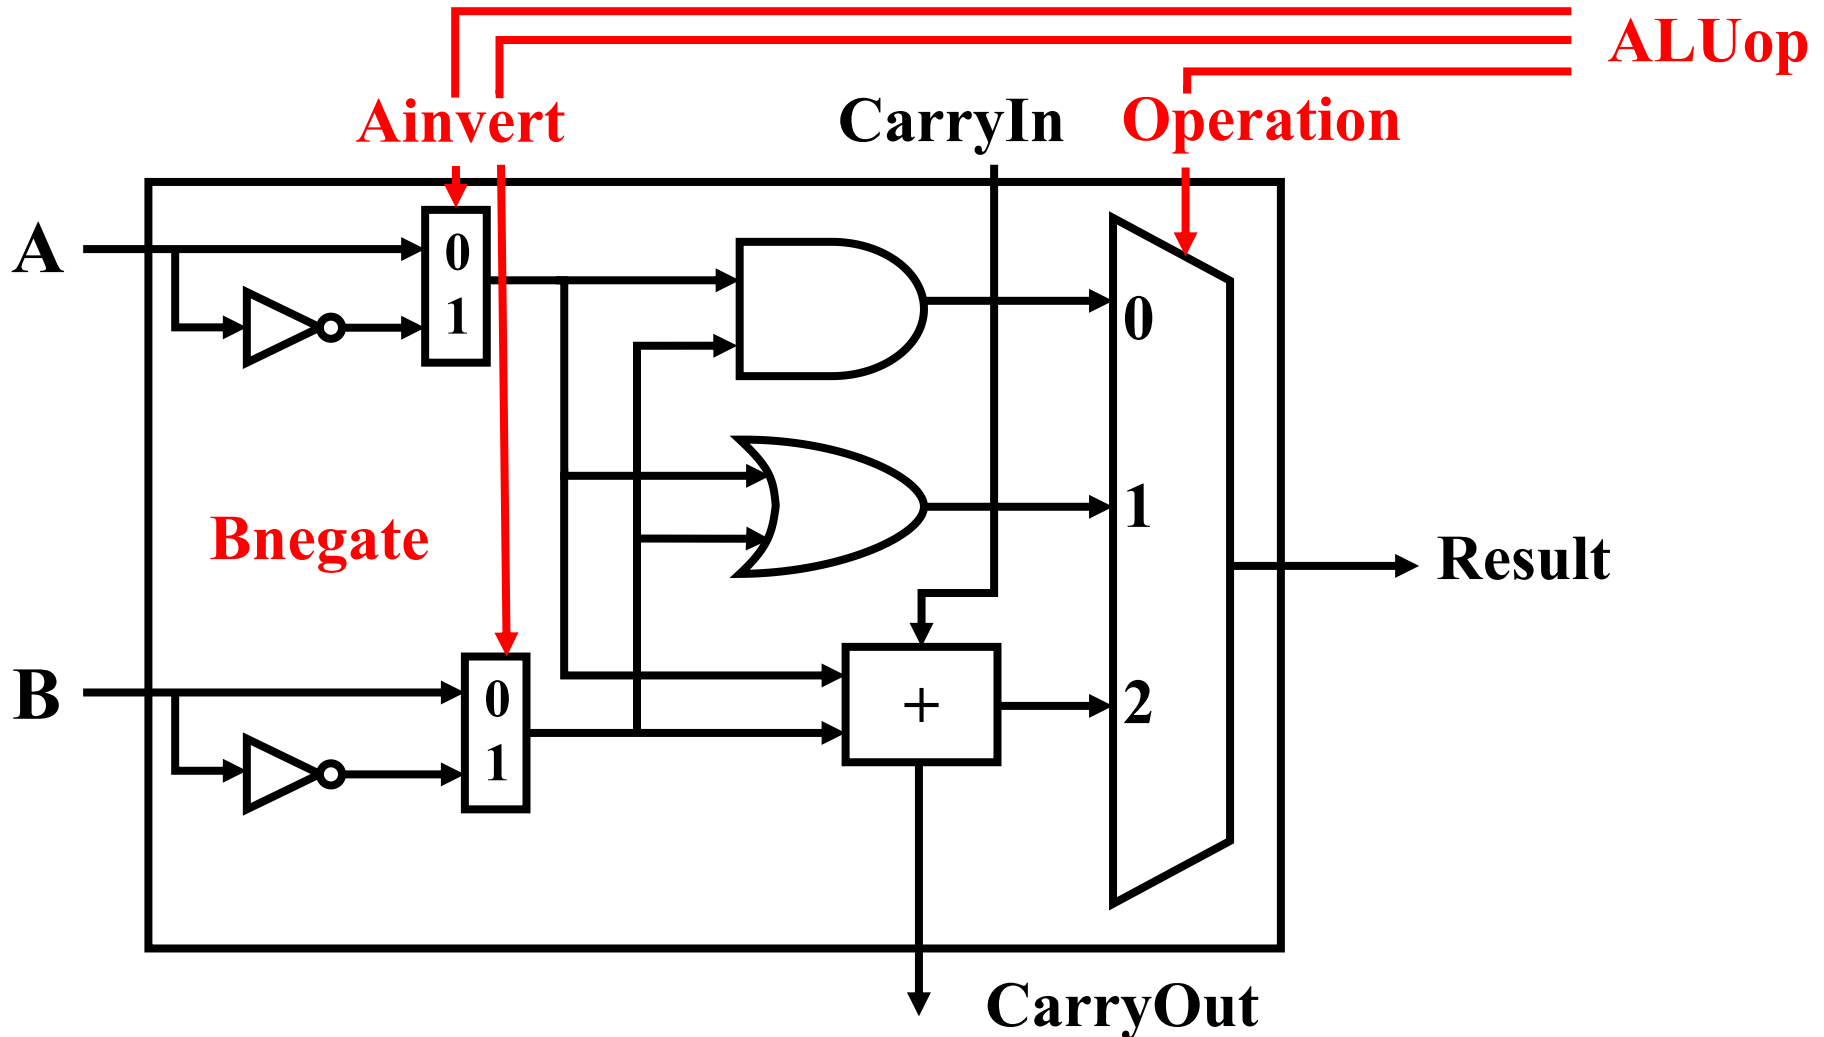 ALUop
Ainvert
CarryIn
Operation
A
0
1
0
1
Bnegate
+
2
B
0
1
Result
CarryOut